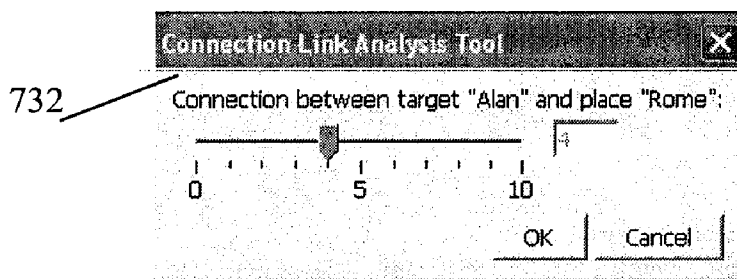 Connection Link Analysis Tool
732
Connection between target "Alan" and place "Rome":
4
0 5 10
OK Cancel